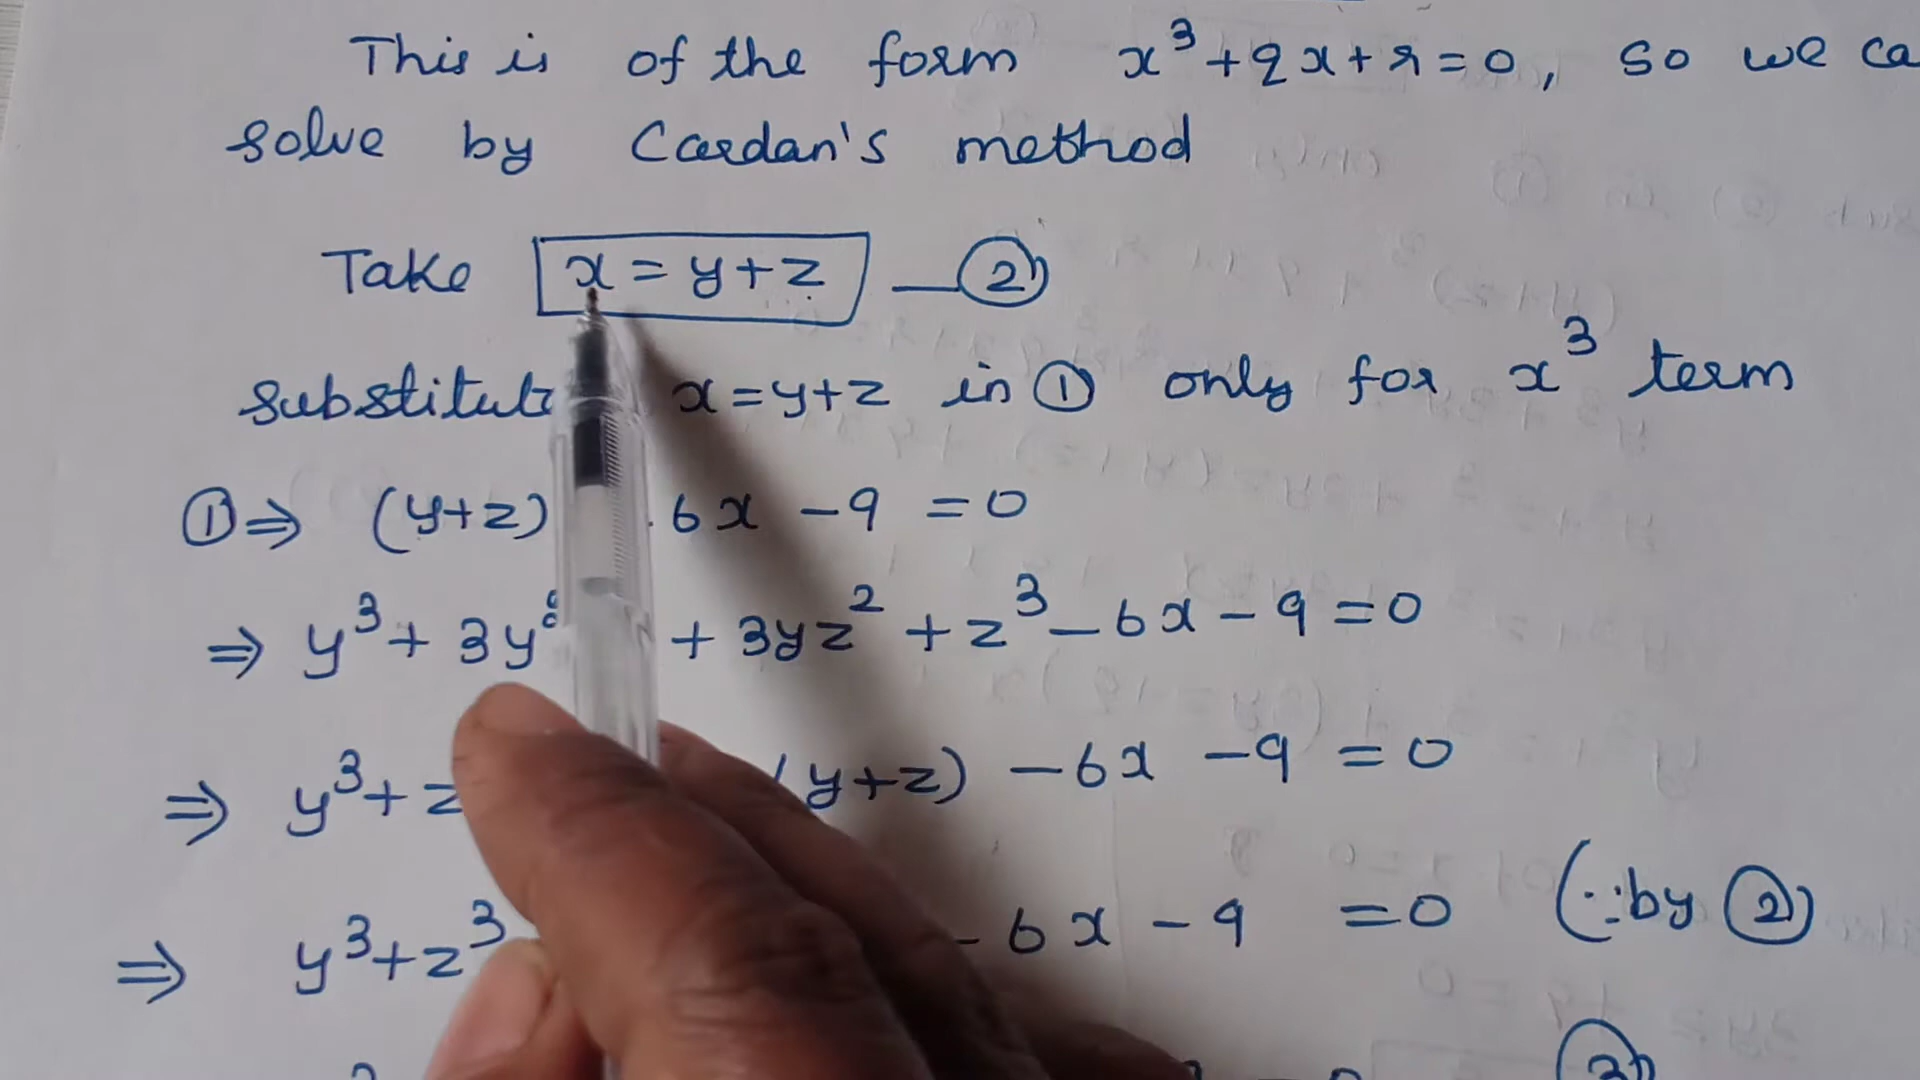 This is of the form x³+qx+r=0, so we ca
solve by Cardan's method
Take x = y+z — ②
substitut x=y+z in ① only for x³ term
①⇒ (y+z) 6x -9 =0
⇒ y³+ 3y + 3yz² + z³ - 6x - 9 =0
⇒ y³+ z (y+z) -6x -9 =0
⇒ y³+z³ - 6x - 9 =0 (∵ by ②)